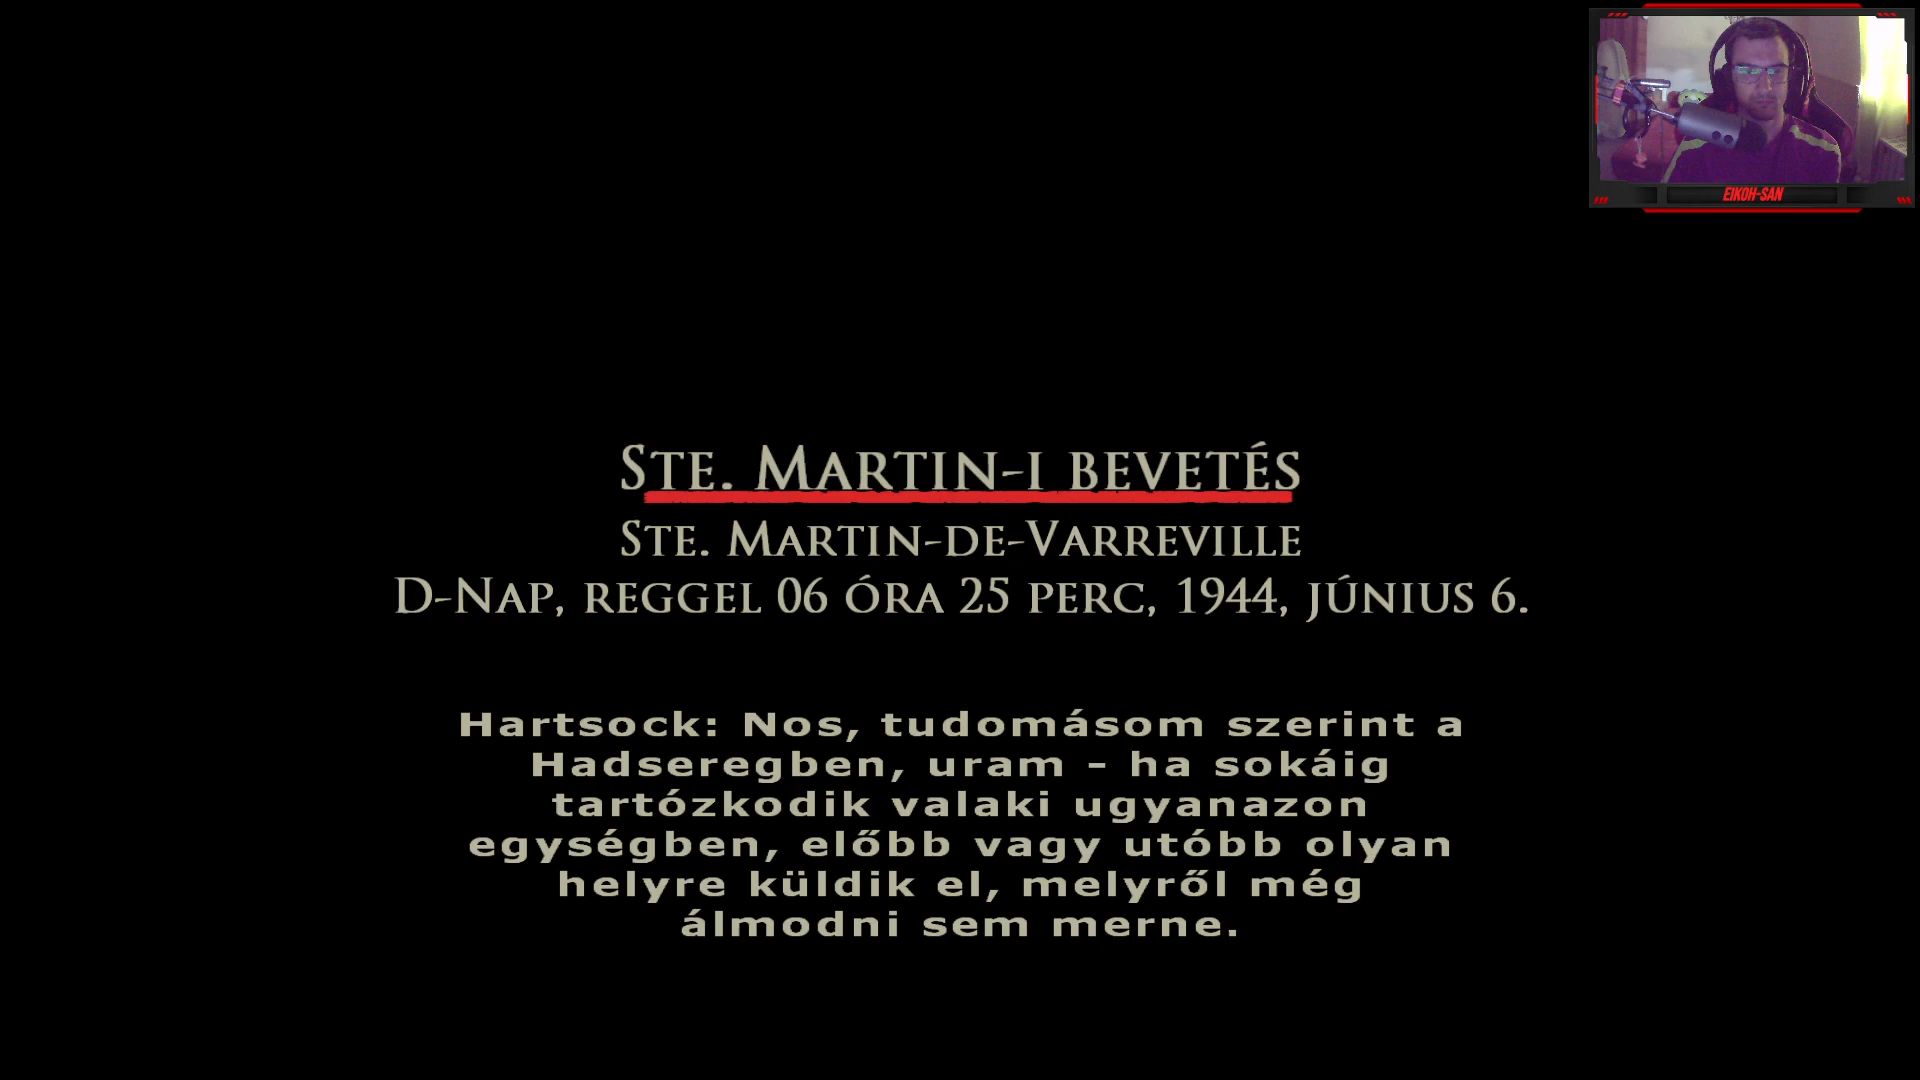 EIKOH-SAN
Ste. Martin-i bevetés
Ste. Martin-de-Varreville
D-Nap, reggel 06 óra 25 perc, 1944, június 6.
Hartsock: Nos, tudomásom szerint a
Hadseregben, uram - ha sokáig
tartózkodik valaki ugyanazon
egységben, előbb vagy utóbb olyan
helyre küldik el, melyről még
álmodni sem merne.